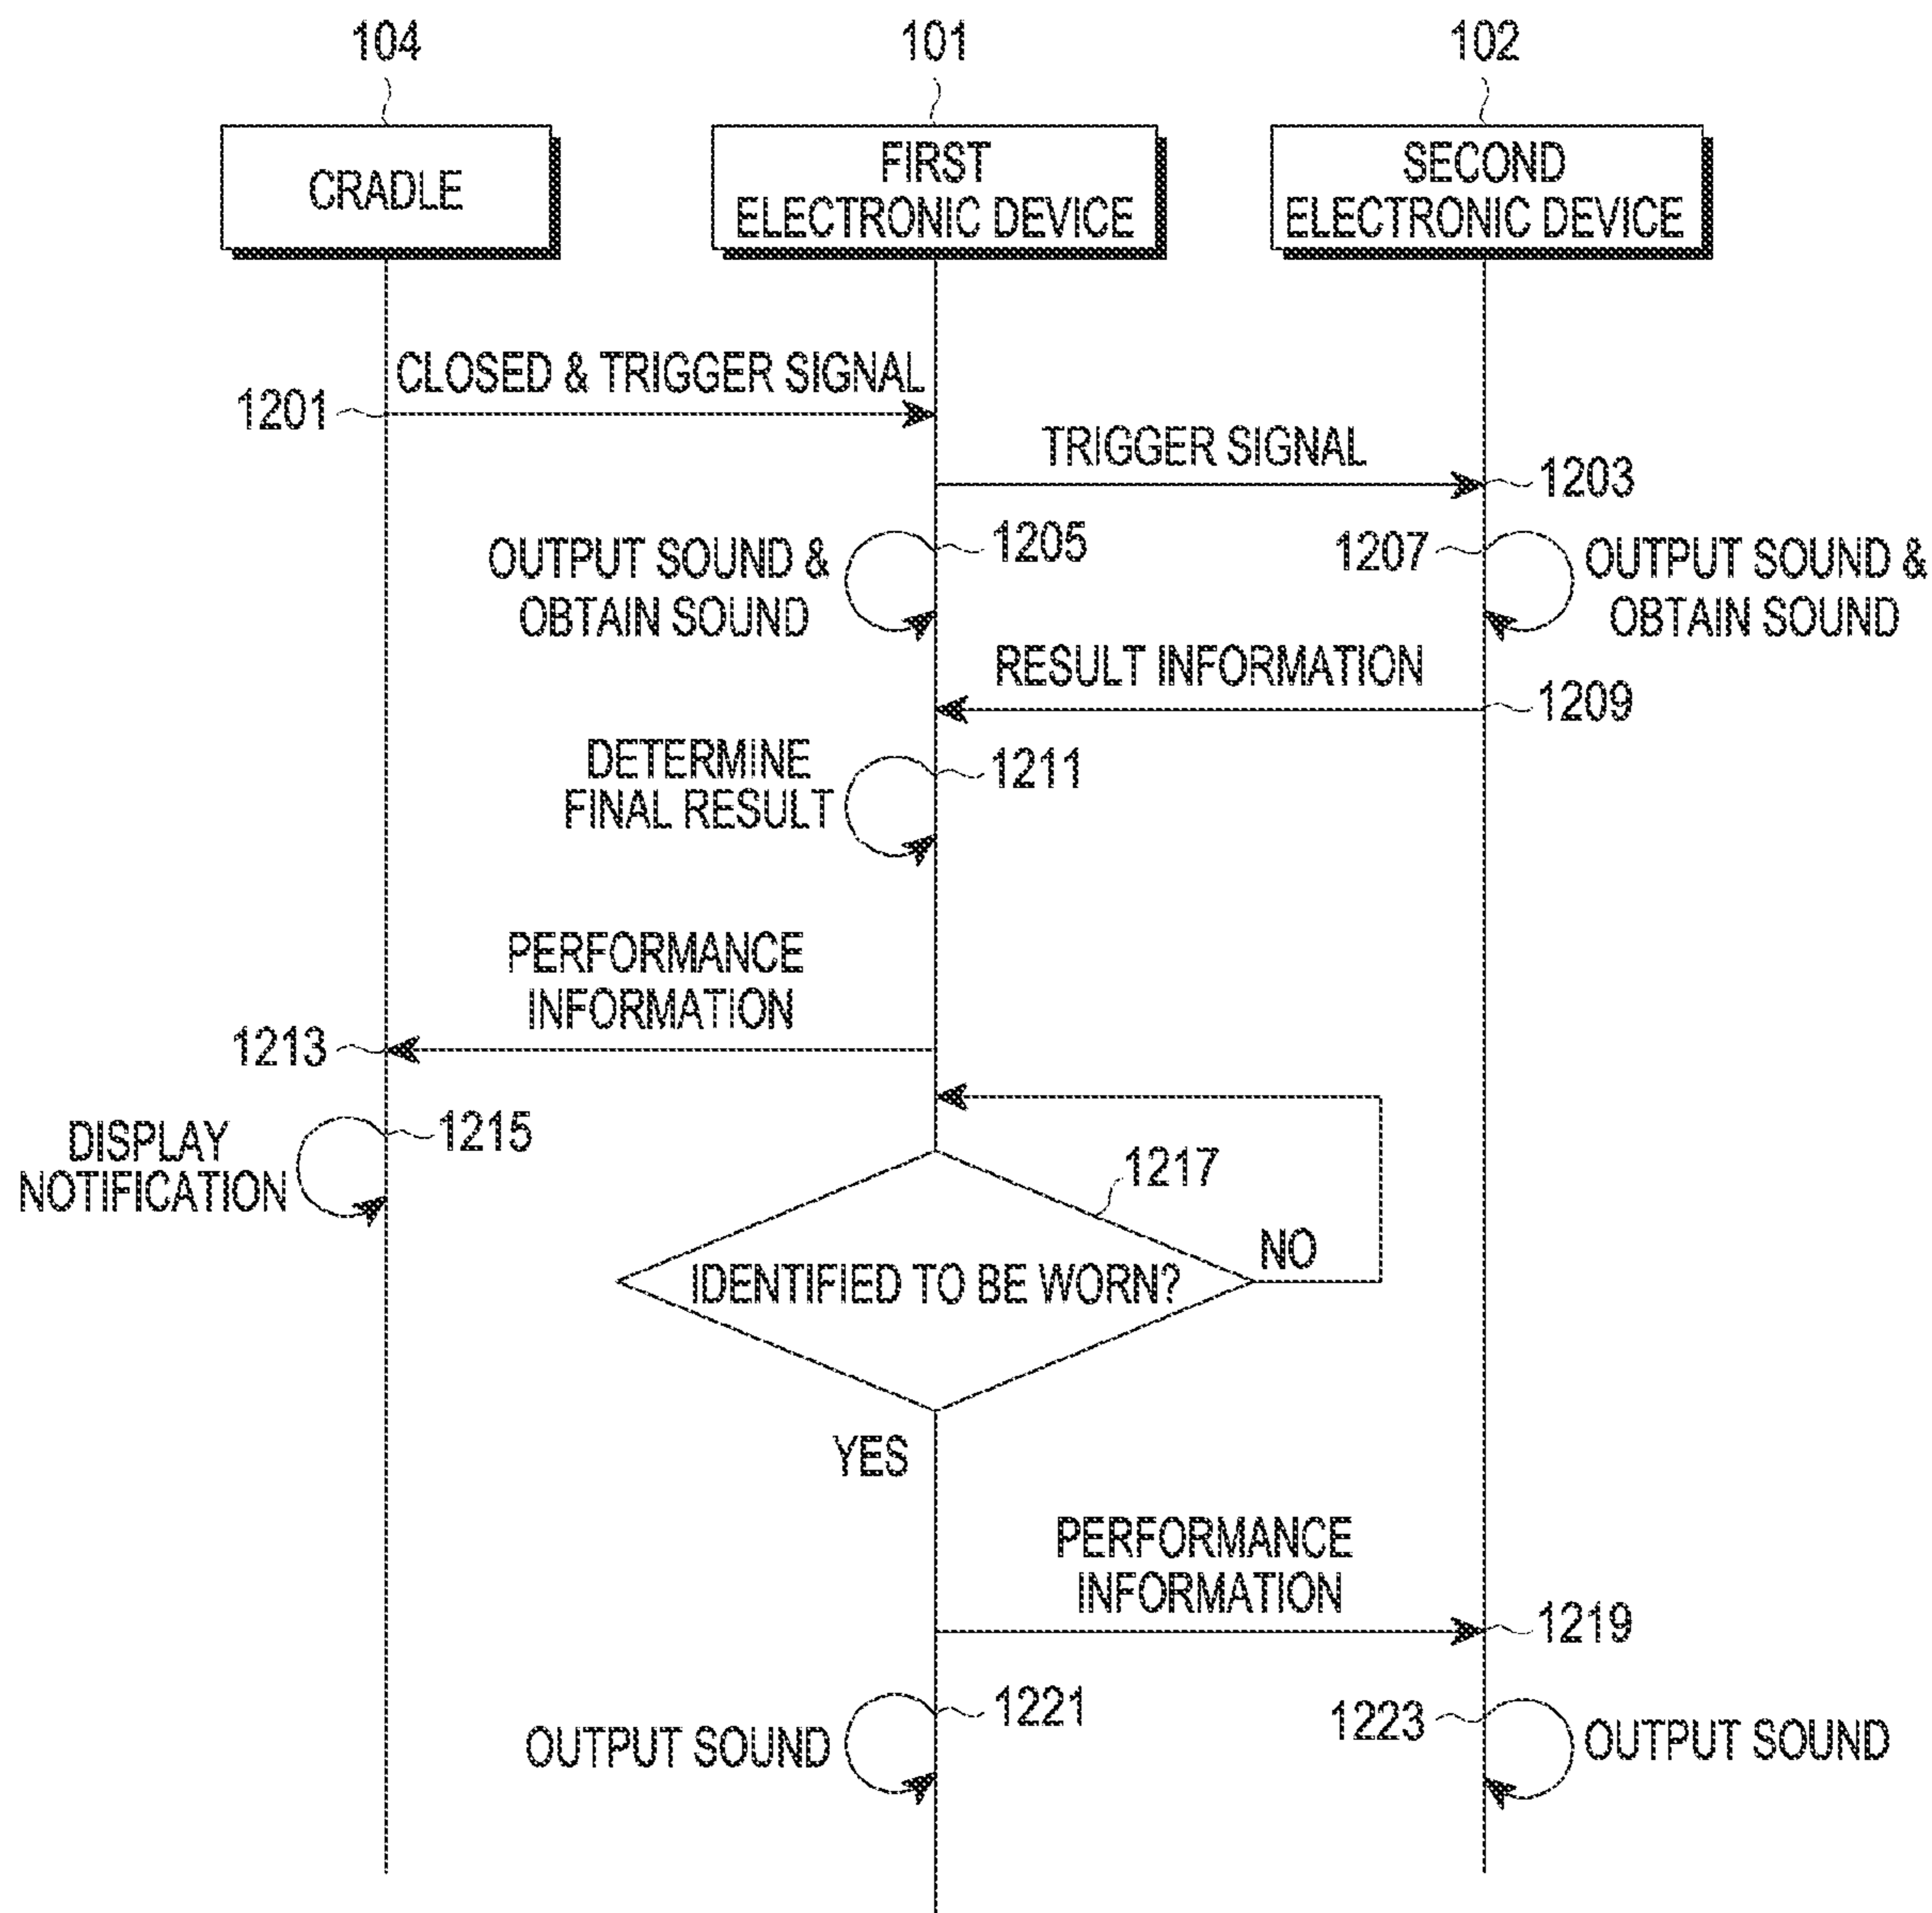 104
101
102
CRADLE
FIRST
ELECTRONIC DEVICE
SECOND
ELECTRONIC DEVICE
CLOSED & TRIGGER SIGNAL
1201
TRIGGER SIGNAL
1203
OUTPUT SOUND &
OBTAIN SOUND
1205
1207
OUTPUT SOUND &
OBTAIN SOUND
RESULT INFORMATION
1209
DETERMINE
FINAL RESULT
1211
PERFORMANCE
INFORMATION
1213
DISPLAY
NOTIFICATION
1215
1217
IDENTIFIED TO BE WORN?
NO
YES
PERFORMANCE
INFORMATION
1219
OUTPUT SOUND
1221
1223
OUTPUT SOUND